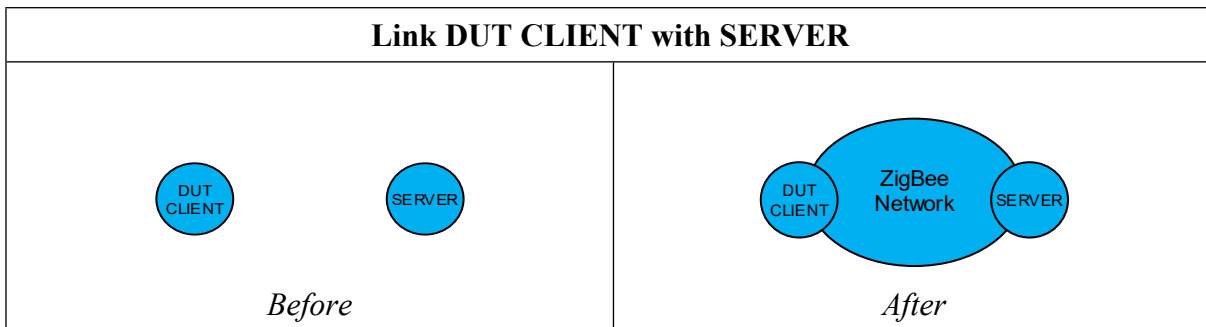 Link DUT CLIENT with SERVER
DUT
CLIENT
SERVER
Before
DUT
CLIENT
ZigBee
Network
SERVER
After